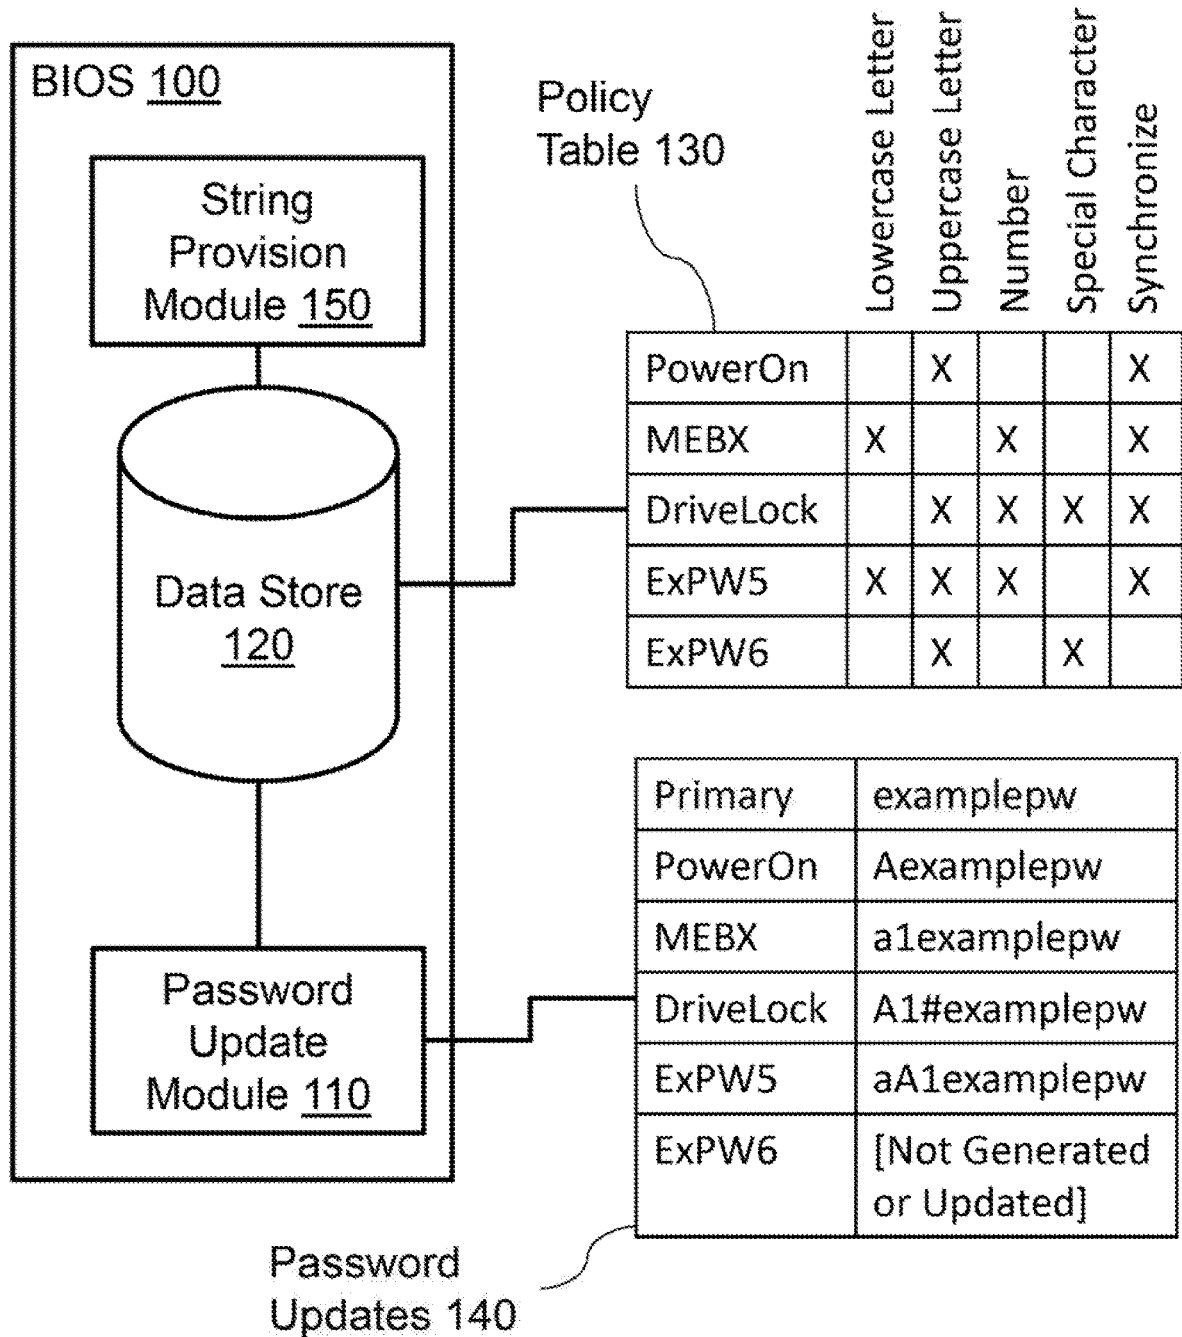 BIOS 100
String
Provision
Module 150
Data Store
120
Password
Update
Module 110
Policy
Table 130
Lowercase Letter
Uppercase Letter
Number
Special Character
Synchronize
PowerOn X X
MEBX X X X
DriveLock X X X X
ExPW5 X X X X
ExPW6 X X
Primary examplepw
PowerOn Aexamplepw
MEBX a1examplepw
DriveLock A1#examplepw
ExPW5 aA1examplepw
ExPW6 [Not Generated
or Updated]
Password
Updates 140